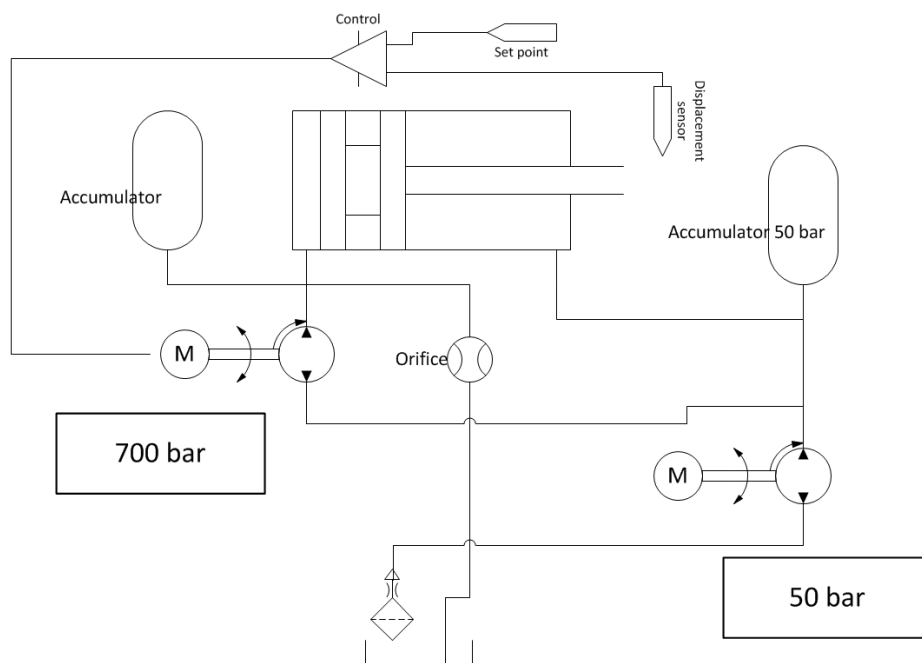 Control
Set point
Displacement
sensor
Accumulator
Accumulator 50 bar
M
Orifice
700 bar
M
50 bar